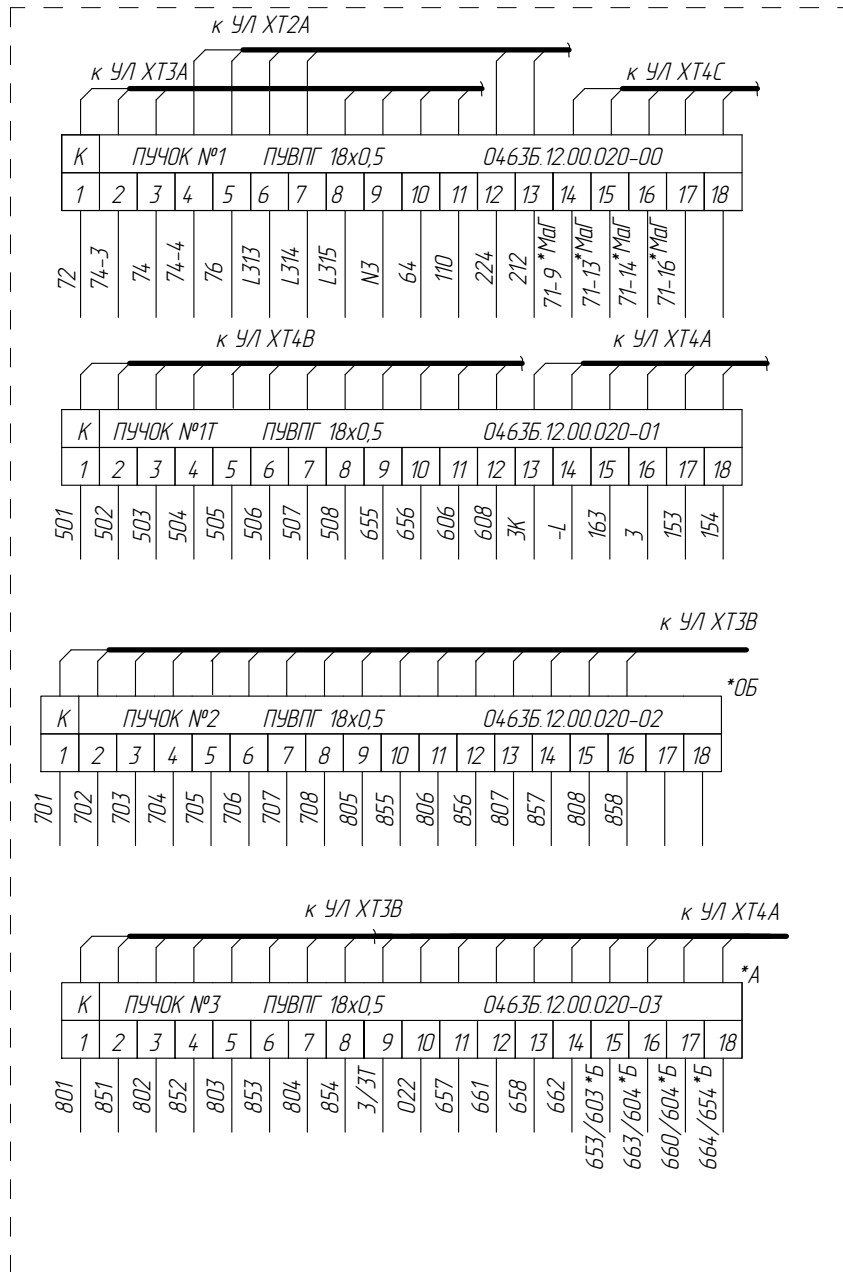 к УЛ ХТ2А
к УЛ ХТ3А
к УЛ ХТ4С
К ПУЧОК №1 ПУВПГ 18х0,5 0463Б.12.00.020-00
1 2 3 4 5 6 7 8 9 10 11 12 13 14 15 16 17 18
72 74-3 74 74-4 76 L313 L314 L315 N3 64 110 224 212 71-9*МаГ 71-13*МаГ 71-14*МаГ 71-16*МаГ
к УЛ ХТ4В
к УЛ ХТ4А
К ПУЧОК №1Т ПУВПГ 18х0,5 0463Б.12.00.020-01
1 2 3 4 5 6 7 8 9 10 11 12 13 14 15 16 17 18
501 502 503 504 505 506 507 508 655 656 606 608 3К -L 163 3 153 154
к УЛ ХТ3В
*ОБ
К ПУЧОК №2 ПУВПГ 18х0,5 0463Б.12.00.020-02
1 2 3 4 5 6 7 8 9 10 11 12 13 14 15 16 17 18
701 702 703 704 705 706 707 708 805 855 806 856 807 857 808 858
к УЛ ХТ3В
к УЛ ХТ4А
*А
К ПУЧОК №3 ПУВПГ 18х0,5 0463Б.12.00.020-03
1 2 3 4 5 6 7 8 9 10 11 12 13 14 15 16 17 18
801 851 802 852 803 853 804 854 3/3Т 022 657 661 658 662 653/603*Б 663/604*Б 660/604*Б 664/654*Б